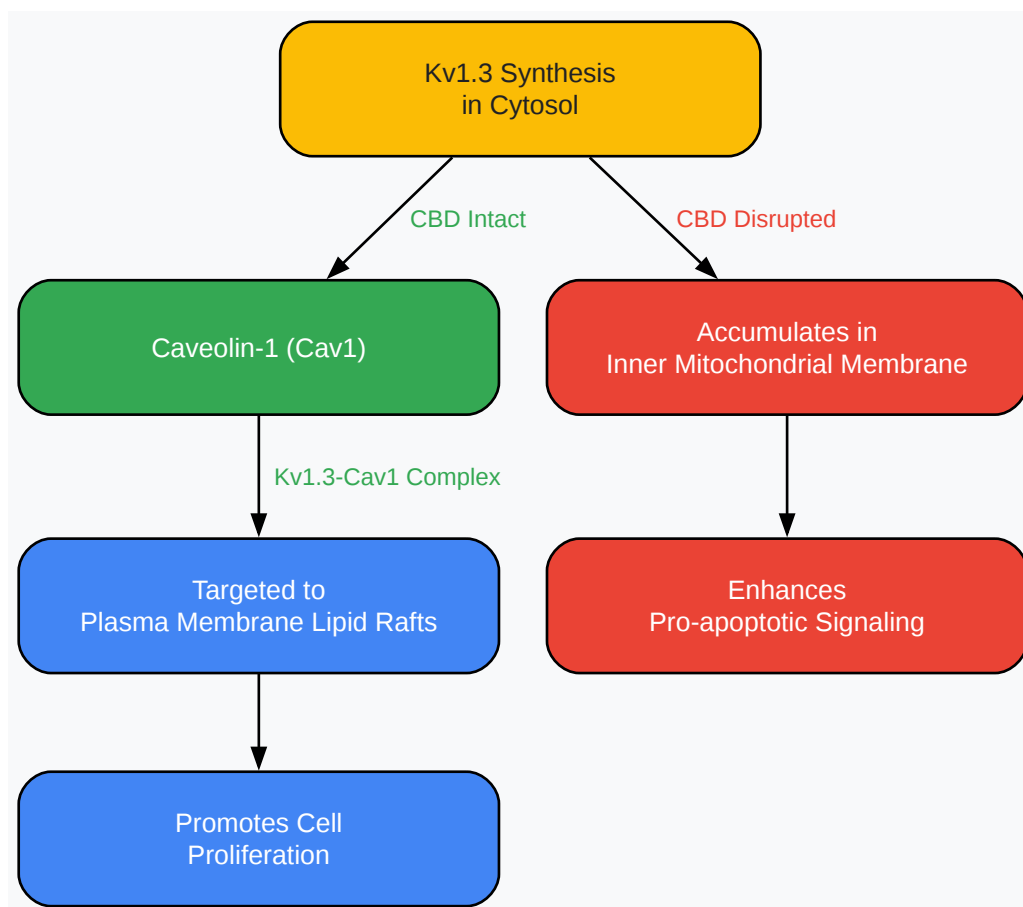 Kv1.3 Synthesis
in Cytosol
CBD Intact
CBD Disrupted
Caveolin-1 (Cav1)
Accumulates in
Inner Mitochondrial Membrane
Kv1.3-Cav1 Complex
Targeted to
Plasma Membrane Lipid Rafts
Enhances
Pro-apoptotic Signaling
Promotes Cell
Proliferation